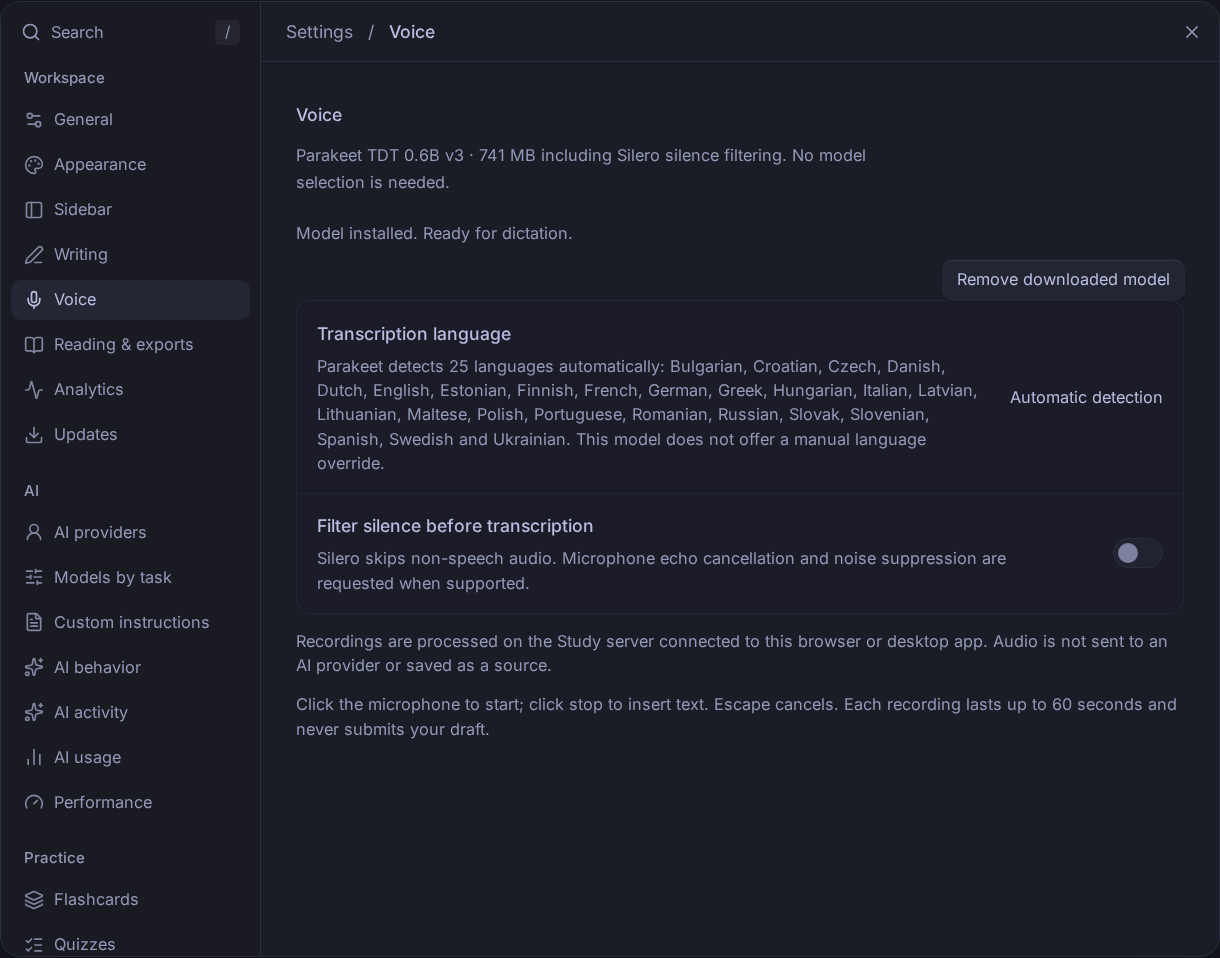 Search
/
Workspace
General
Appearance
Sidebar
Writing
Voice
Reading & exports
Analytics
Updates
AI
AI providers
Models by task
Custom instructions
AI behavior
AI activity
AI usage
Performance
Practice
Flashcards
Quizzes
Settings / Voice
Voice
Parakeet TDT 0.6B v3 · 741 MB including Silero silence filtering. No model
selection is needed.
Model installed. Ready for dictation.
Remove downloaded model
Transcription language
Parakeet detects 25 languages automatically: Bulgarian, Croatian, Czech, Danish,
Dutch, English, Estonian, Finnish, French, German, Greek, Hungarian, Italian, Latvian,
Lithuanian, Maltese, Polish, Portuguese, Romanian, Russian, Slovak, Slovenian,
Spanish, Swedish and Ukrainian. This model does not offer a manual language
override.
Automatic detection
Filter silence before transcription
Silero skips non-speech audio. Microphone echo cancellation and noise suppression are
requested when supported.
Recordings are processed on the Study server connected to this browser or desktop app. Audio is not sent to an
AI provider or saved as a source.
Click the microphone to start; click stop to insert text. Escape cancels. Each recording lasts up to 60 seconds and
never submits your draft.